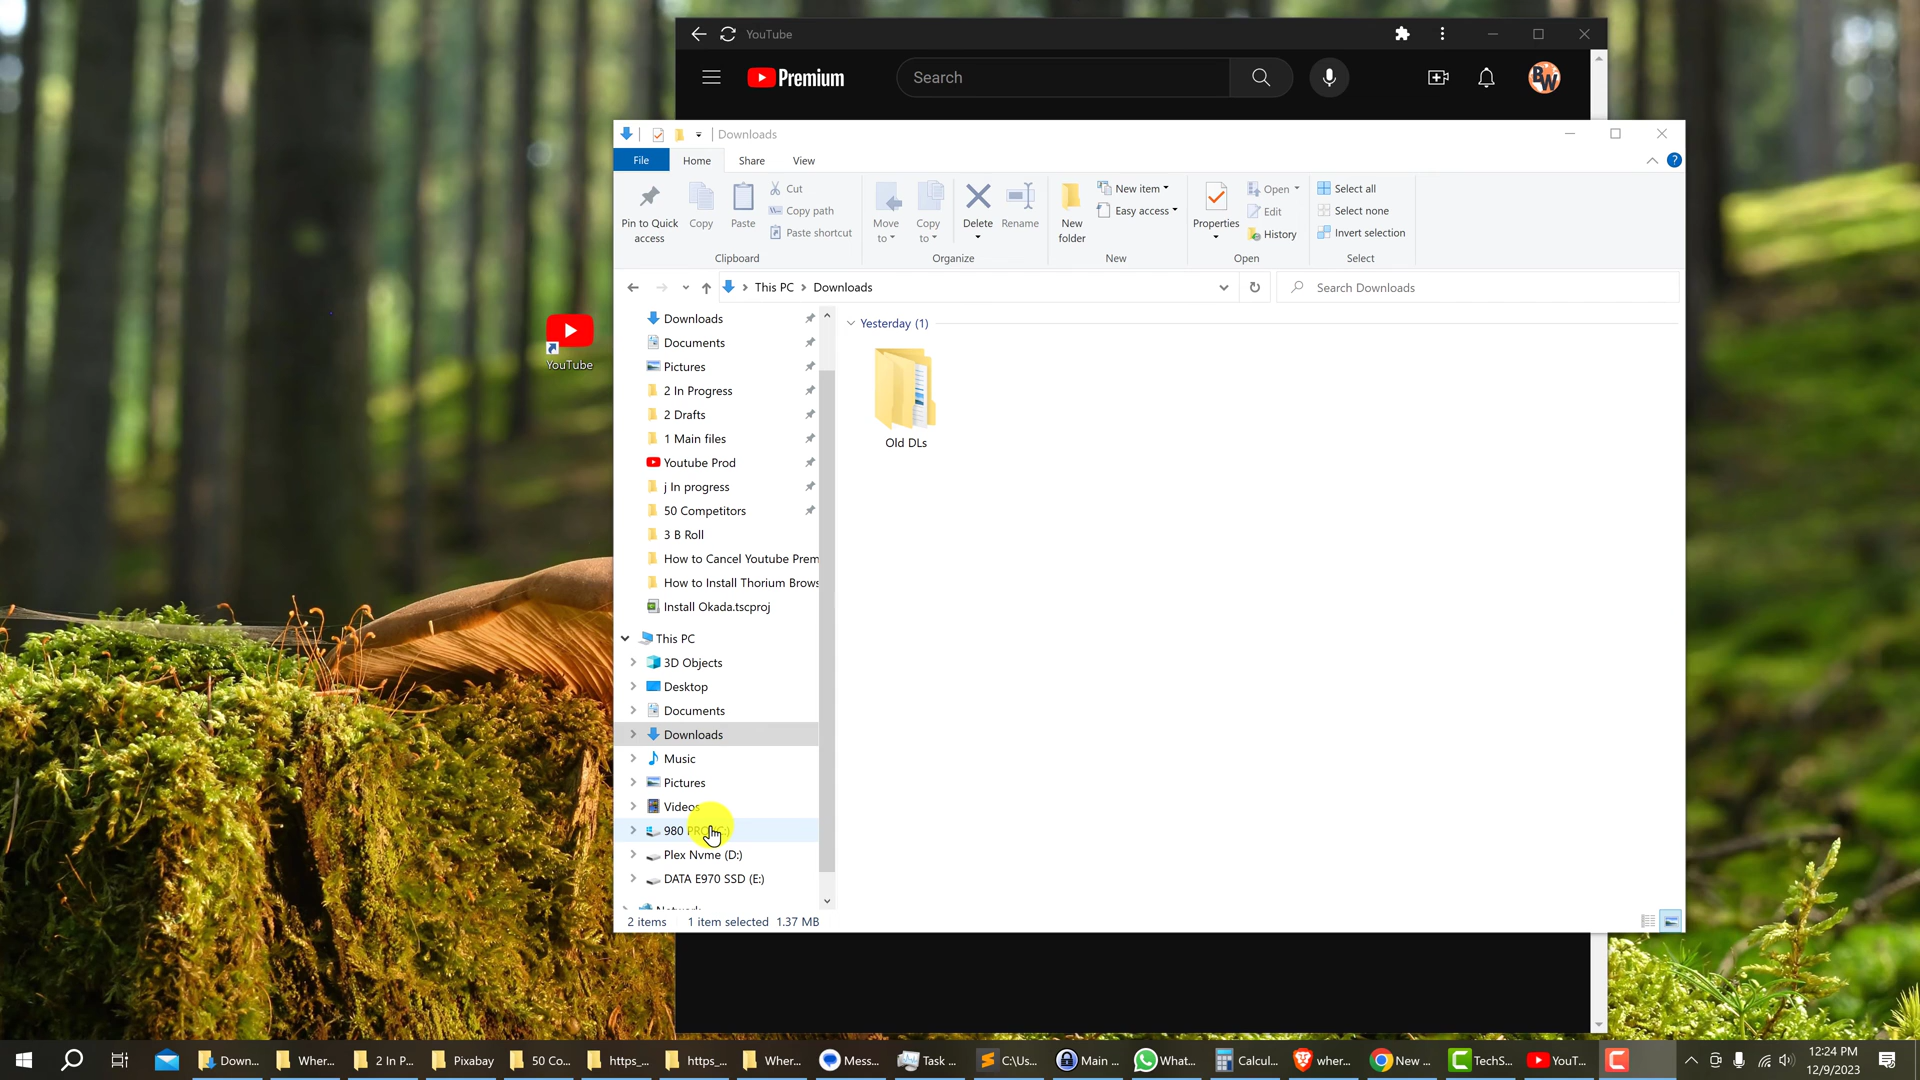 YouTube
Premium
Search
BW
YouTube
Downloads
File
Home
Share
View
Pin to Quick access
Copy
Paste
Cut
Copy path
Paste shortcut
Clipboard
Move to
Copy to
Delete
Rename
Organize
New folder
New item
Easy access
New
Properties
Open
Edit
History
Open
Select all
Select none
Invert selection
Select
This PC
Downloads
Search Downloads
Downloads
Documents
Pictures
2 In Progress
2 Drafts
1 Main files
Youtube Prod
j In progress
50 Competitors
3 B Roll
How to Cancel Youtube Prem
How to Install Thorium Brows
Install Okada.tscproj
This PC
3D Objects
Desktop
Documents
Downloads
Music
Pictures
Videos
980 PRO (C:)
Plex Nvme (D:)
DATA E970 SSD (E:)
Yesterday (1)
Old DLs
2 items
1 item selected 1.37 MB
Down...
Wher...
2 In P...
Pixabay
50 Co...
https_...
https_...
Wher...
Mess...
Task ...
C:\Us...
Main ...
What...
Calcul...
wher...
New ...
TechS...
YouT...
12:24 PM
12/9/2023